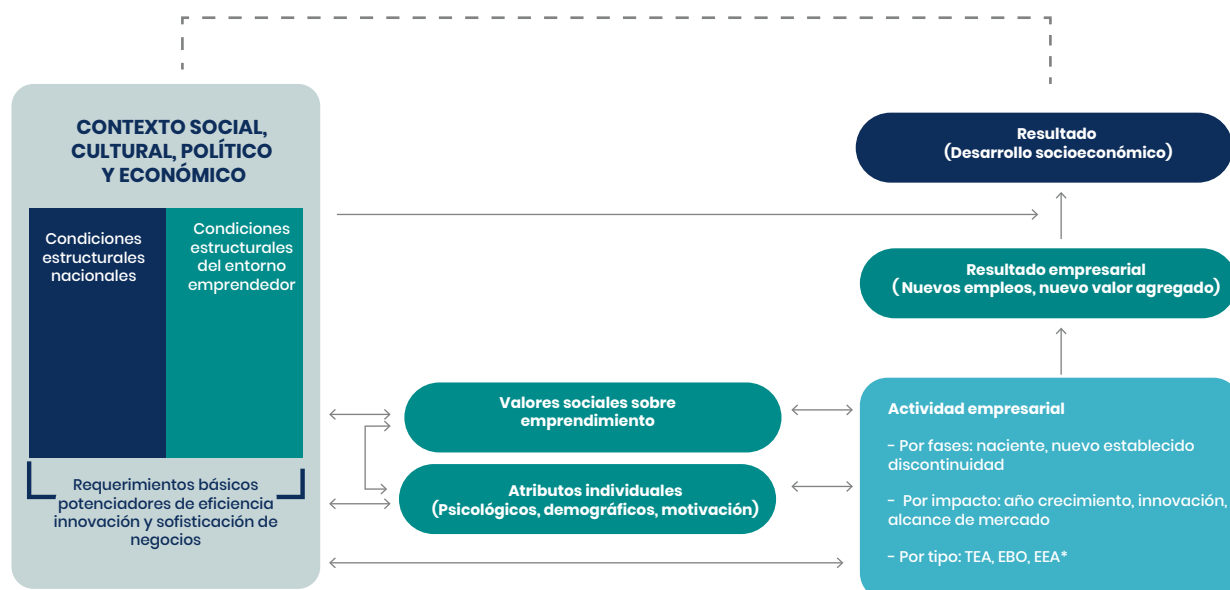 CONTEXTO SOCIAL,
CULTURAL, POLÍTICO
Y ECONÓMICO
Condiciones
estructurales
nacionales
Condiciones
estructurales
del entorno
emprendedor
Requerimientos básicos
potenciadores de eficiencia
innovación y sofisticación de
negocios
Valores sociales sobre
emprendimiento
Atributos individuales
(Psicológicos, demográficos, motivación)
Resultado
(Desarrollo socioeconómico)
Resultado empresarial
( Nuevos empleos, nuevo valor agregado)
Actividad empresarial
- Por fases: naciente, nuevo establecido
discontinuidad
- Por impacto: año crecimiento, innovación,
alcance de mercado
- Por tipo: TEA, EBO, EEA*